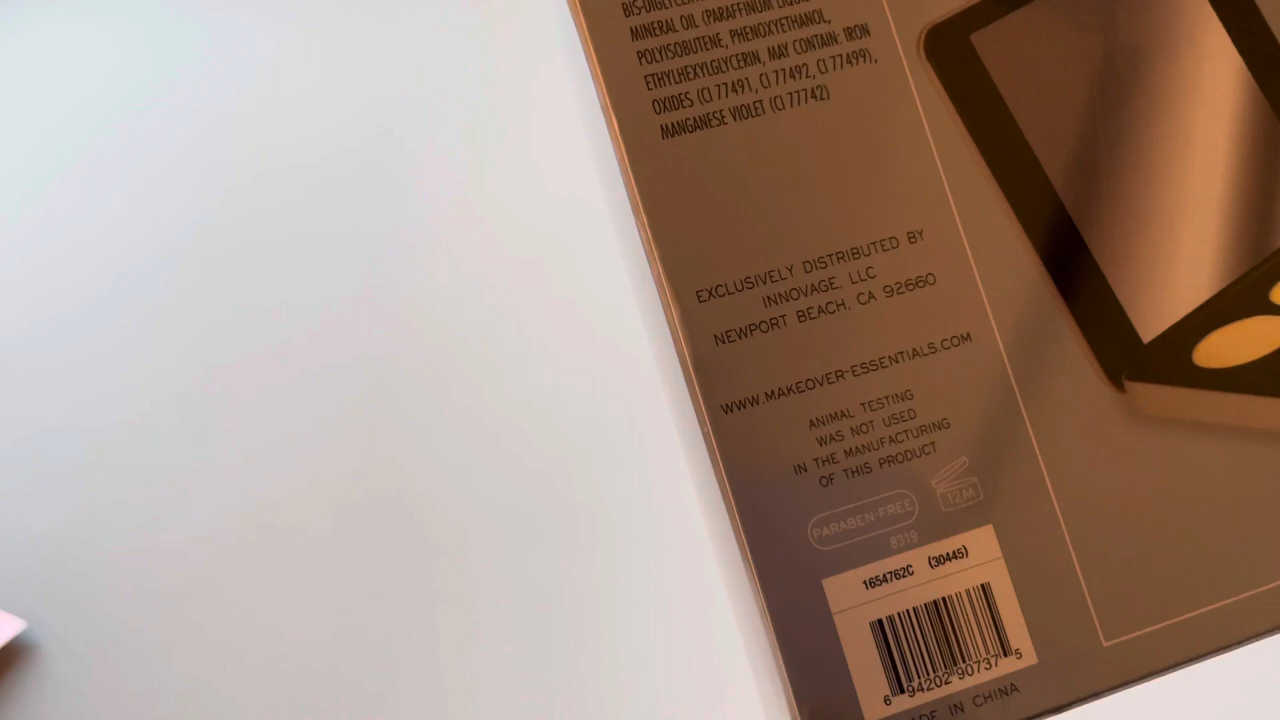 MINERAL OIL (PARAFFINUM
POLYISOBUTENE, PHENOXYETHANOL,
ETHYLHEXYLGLYCERIN, MAY CONTAIN: IRON
OXIDES (CI 77491, CI 77492, CI 77499),
MANGANESE VIOLET (CI 77742)
EXCLUSIVELY DISTRIBUTED BY
INNOVAGE, LLC
NEWPORT BEACH, CA 92660
WWW.MAKEOVER-ESSENTIALS.COM
ANIMAL TESTING
WAS NOT USED
IN THE MANUFACTURING
OF THIS PRODUCT
PARABEN-FREE
12M
8319
1654762C (30445)
6 94202 90737 5
IN CHINA